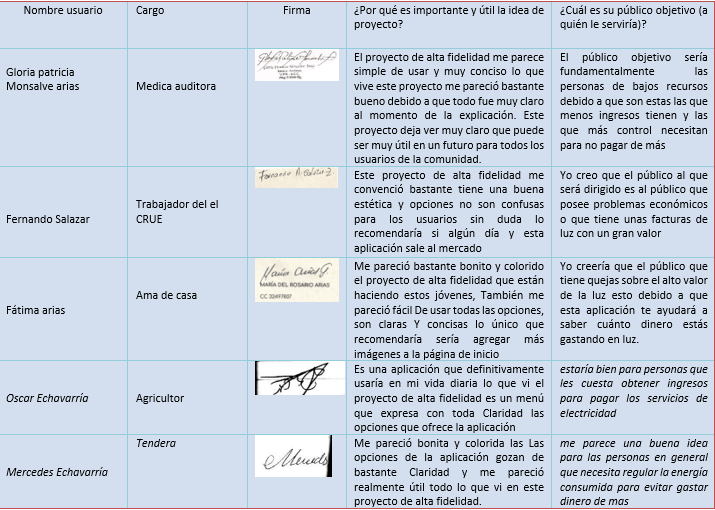 Nombre usuario
Cargo
Firma
¿Por qué es importante y útil la idea de
proyecto?
¿Cuál es su público objetivo (a
quién le serviría)?
Gloria patricia
Monsalve arias
Medica auditora
El proyecto de alta fidelidad me parece
simple de usar y muy conciso lo que
vive este proyecto me pareció bastante
bueno debido a que todo fue muy claro
al momento de la explicación. Este
proyecto deja ver muy claro que puede
ser muy útil en un futuro para todos los
usuarios de la comunidad.
El público objetivo sería
fundamentalmente las
personas de bajos recursos
debido a que son estas las que
menos ingresos tienen y las
que más control necesitan
para no pagar de más
Fernando Salazar
Trabajador del el
CRUE
Este proyecto de alta fidelidad me
convenció bastante tiene una buena
estética y opciones no son confusas
para los usuarios sin duda lo
recomendaría si algún día y esta
aplicación sale al mercado
Yo creo que el público al que
será dirigido es al público que
posee problemas económicos
o que tiene unas facturas de
luz con un gran valor
Fátima arias
Ama de casa
MARÍA DEL ROSARIO ARIAS
Me pareció bastante bonito y colorido
el proyecto de alta fidelidad que están
haciendo estos jóvenes, También me
pareció fácil De usar todas las opciones,
son claras Y concisas lo único que
recomendaría sería agregar más
imágenes a la página de inicio
Yo creería que el público que
tiene quejas sobre el alto valor
de la luz esto debido a que
esta aplicación te ayudará a
saber cuánto dinero estás
gastando en luz.
Oscar Echavarría
Agricultor
Es una aplicación que definitivamente
usaría en mi vida diaria lo que vi el
proyecto de alta fidelidad es un menú
que expresa con toda Claridad las
opciones que ofrece la aplicación
estaría bien para personas que
les cuesta obtener ingresos
para pagar los servicios de
electricidad
Mercedes Echavarría
Tendera
Me pareció bonita y colorida las Las
opciones de la aplicación gozan de
bastante Claridad y me pareció
realmente útil todo lo que vi en este
proyecto de alta fidelidad.
me parece una buena idea
para las personas en general
que necesita regular la energía
consumida para evitar gastar
dinero de mas